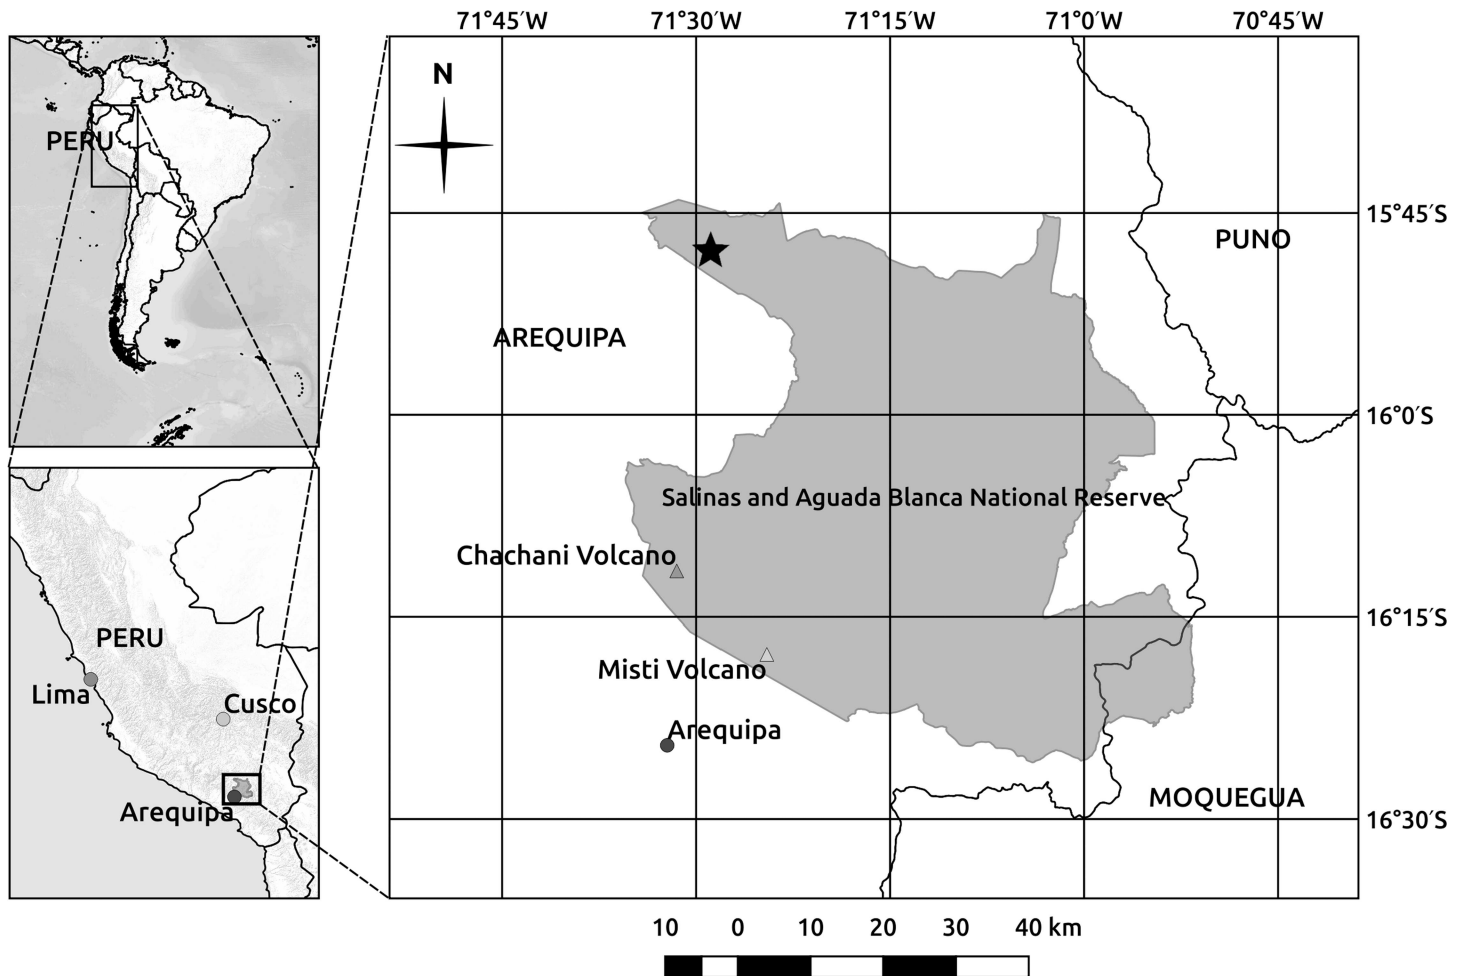 71°45′W 71°30′W 71°15′W 71°0′W 70°45′W
N
PERU
15°45′S
PUNO
AREQUIPA
16°0′S
Salinas and Aguada Blanca National Reserve
Chachani Volcano
16°15′S
Misti Volcano
Arequipa
MOQUEGUA
16°30′S
PERU
Lima
Cusco
Arequipa
10 0 10 20 30 40 km